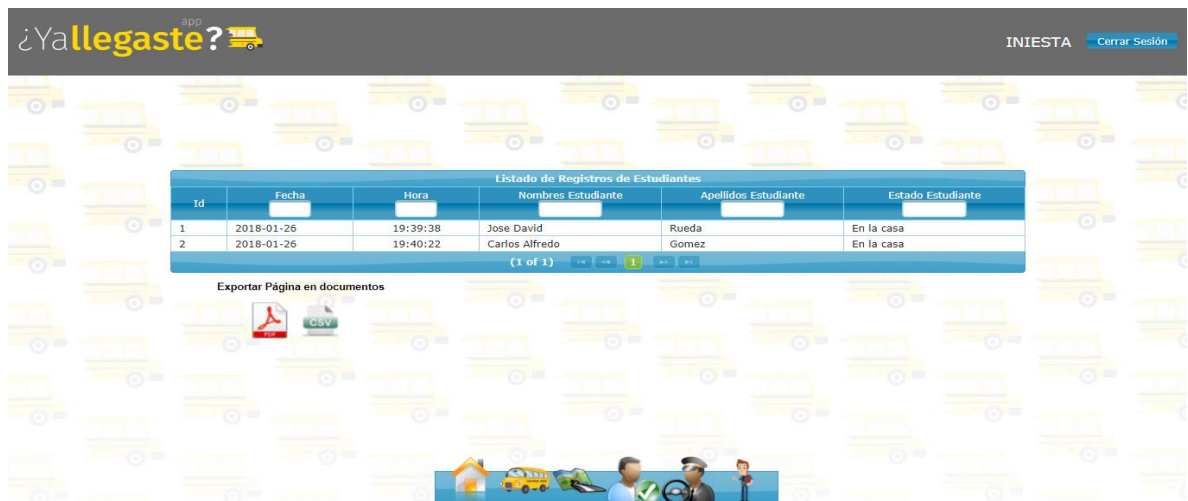 app
¿Yallegaste?
INIESTA Cerrar Sesión
Listado de Registros de Estudiantes
Id Fecha Hora Nombres Estudiante Apellidos Estudiante Estado Estudiante
1 2018-01-26 19:39:38 Jose David Rueda En la casa
2 2018-01-26 19:40:22 Carlos Alfredo Gomez En la casa
(1 of 1) 1
Exportar Página en documentos
PDF CSV